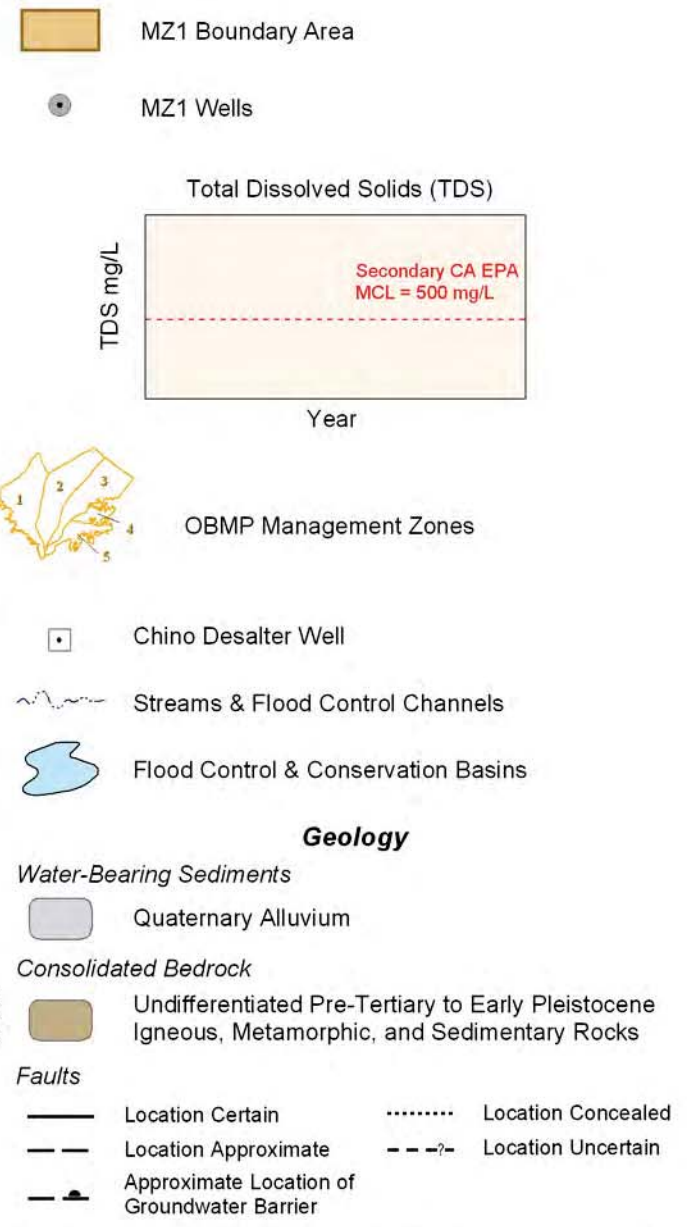 MZ1 Boundary Area
MZ1 Wells
Total Dissolved Solids (TDS)
TDS mg/L
Secondary CA EPA
MCL = 500 mg/L
Year
1
2
3
4
5
OBMP Management Zones
Chino Desalter Well
Streams & Flood Control Channels
Flood Control & Conservation Basins
Geology
Water-Bearing Sediments
Quaternary Alluvium
Consolidated Bedrock
Undifferentiated Pre-Tertiary to Early Pleistocene
Igneous, Metamorphic, and Sedimentary Rocks
Faults
Location Certain
Location Concealed
Location Approximate
?
Location Uncertain
Approximate Location of
Groundwater Barrier